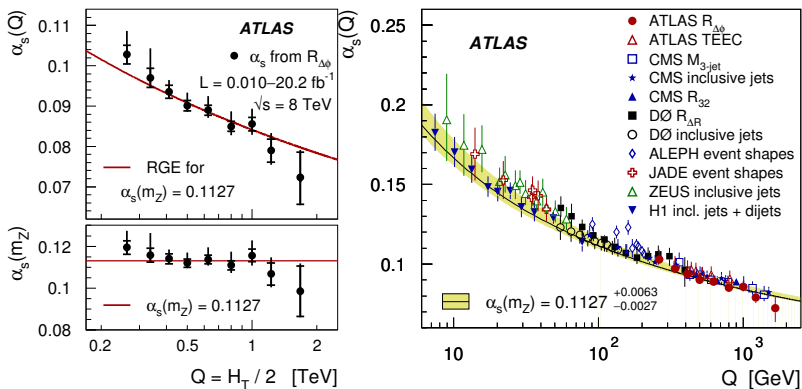 α_s(Q)
ATLAS
α_s from R_Δφ
L = 0.010–20.2 fb⁻¹
√s = 8 TeV
RGE for
α_s(m_Z) = 0.1127
0.11
0.1
0.09
0.08
0.07
α_s(m_Z)
α_s(m_Z) = 0.1127
0.12
0.1
0.08
0.2
1
2
Q = H_T / 2 [TeV]
α_s(Q)
ATLAS
ATLAS R_Δφ
ATLAS TEEC
CMS M_3-jet
CMS inclusive jets
CMS R_32
DØ R_ΔR
DØ inclusive jets
ALEPH event shapes
JADE event shapes
ZEUS inclusive jets
H1 incl. jets + dijets
α_s(m_Z) = 0.1127 +0.0063 −0.0027
0.25
0.2
0.15
0.1
10
10²
10³
Q [GeV]